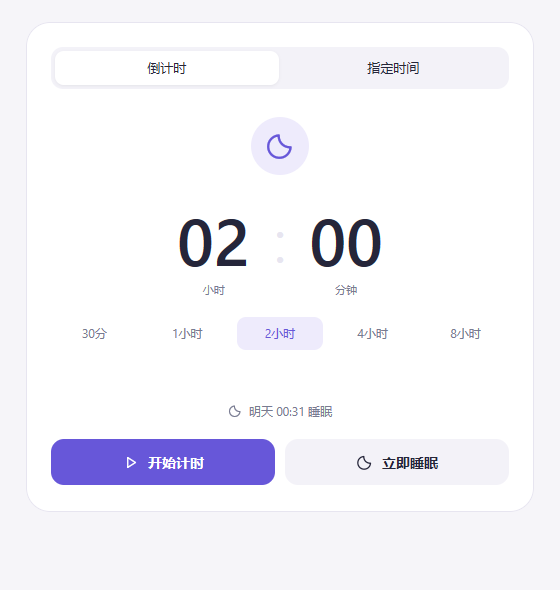 倒计时 指定时间
02 : 00
小时 分钟
30分 1小时 2小时 4小时 8小时
明天 00:31 睡眠
开始计时 立即睡眠